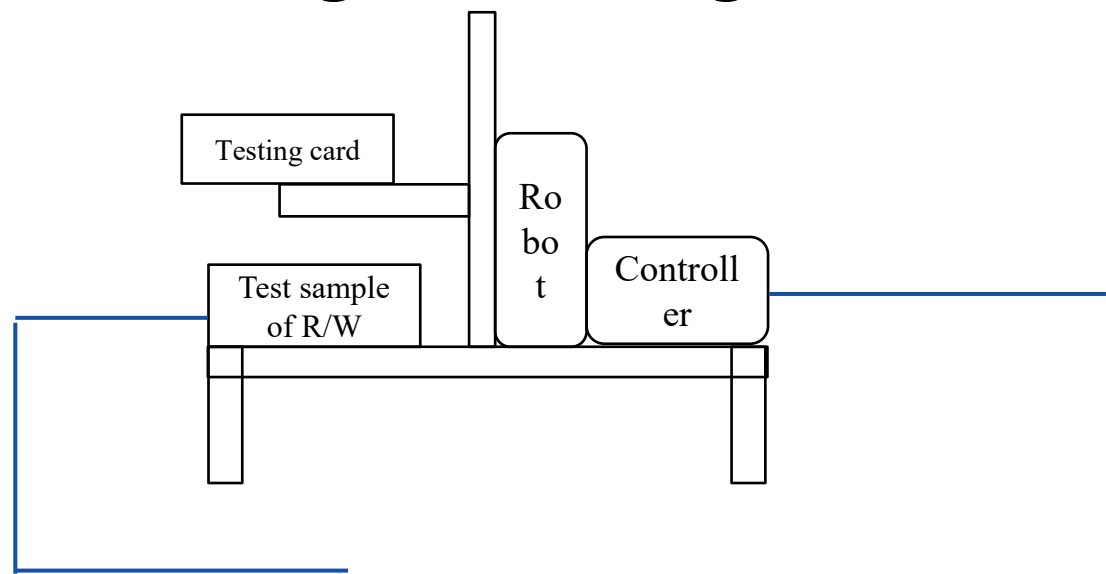 Testing card
Ro
bo
t
Controll
er
Test sample
of R/W